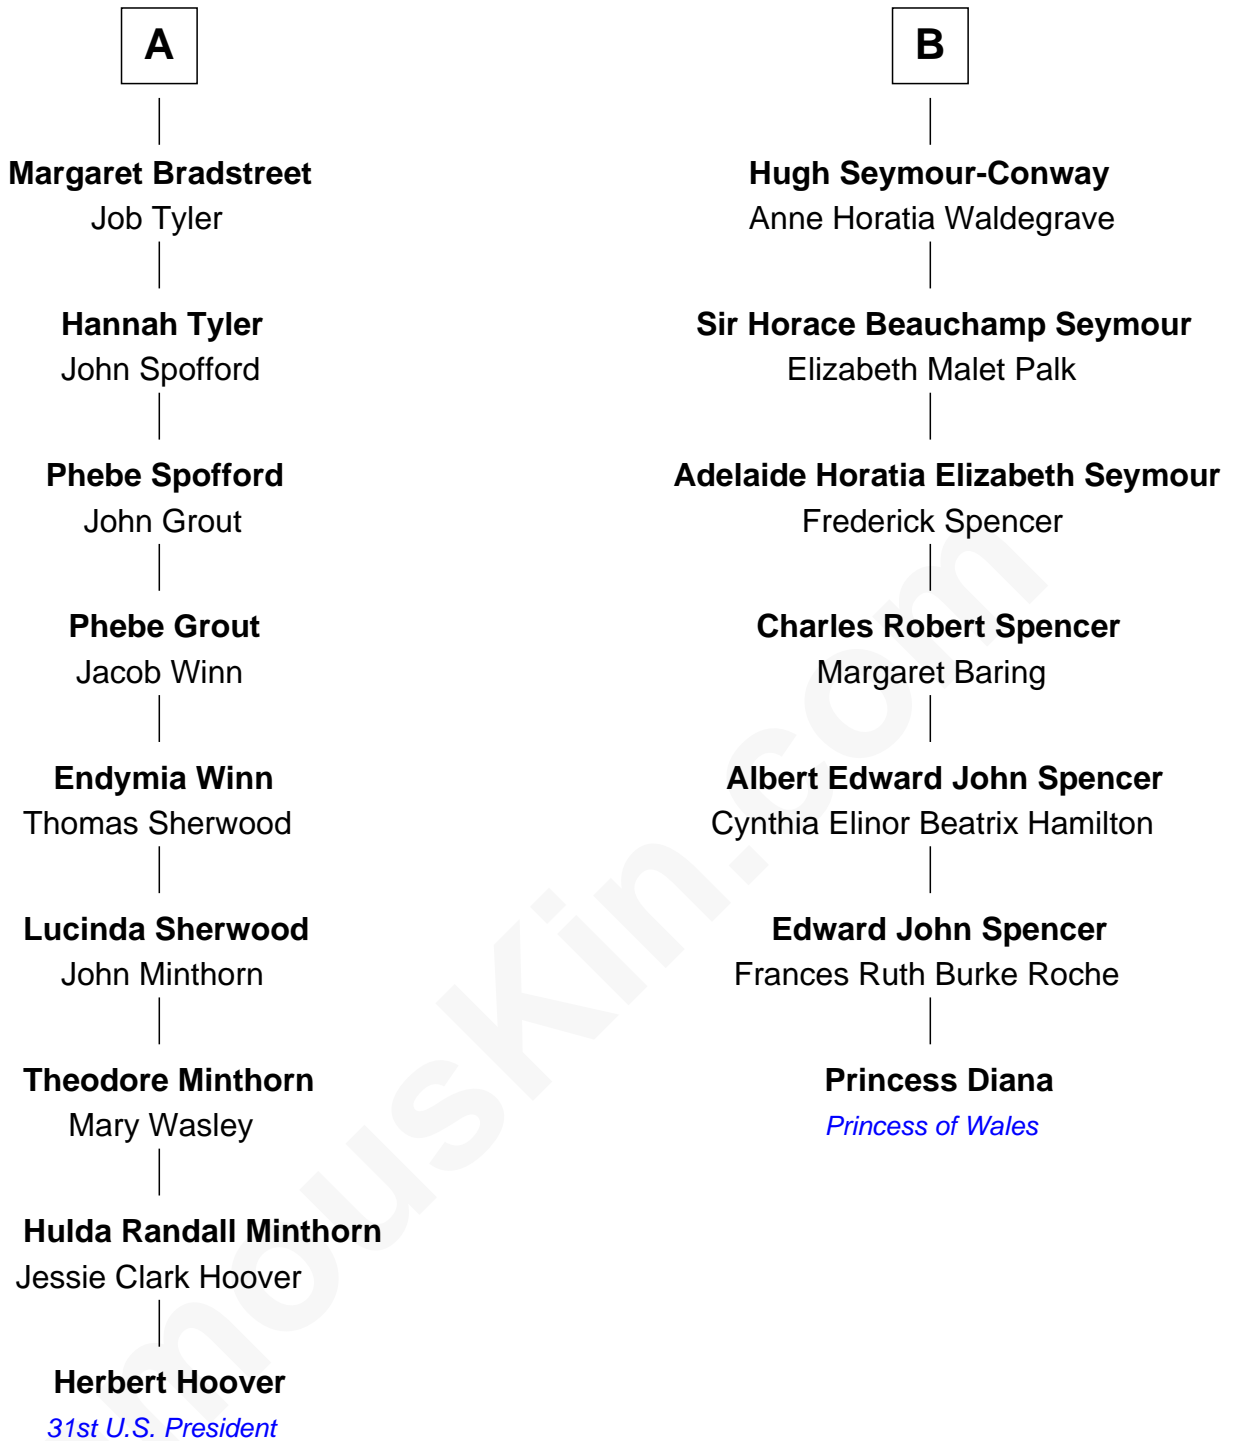 A
Margaret Bradstreet
Job Tyler
Hannah Tyler
John Spofford
Phebe Spofford
John Grout
Phebe Grout
Jacob Winn
Endymia Winn
Thomas Sherwood
Lucinda Sherwood
John Minthorn
Theodore Minthorn
Mary Wasley
Hulda Randall Minthorn
Jessie Clark Hoover
Herbert Hoover
31st U.S. President
B
Hugh Seymour-Conway
Anne Horatia Waldegrave
Sir Horace Beauchamp Seymour
Elizabeth Malet Palk
Adelaide Horatia Elizabeth Seymour
Frederick Spencer
Charles Robert Spencer
Margaret Baring
Albert Edward John Spencer
Cynthia Elinor Beatrix Hamilton
Edward John Spencer
Frances Ruth Burke Roche
Princess Diana
Princess of Wales
mousKin.com